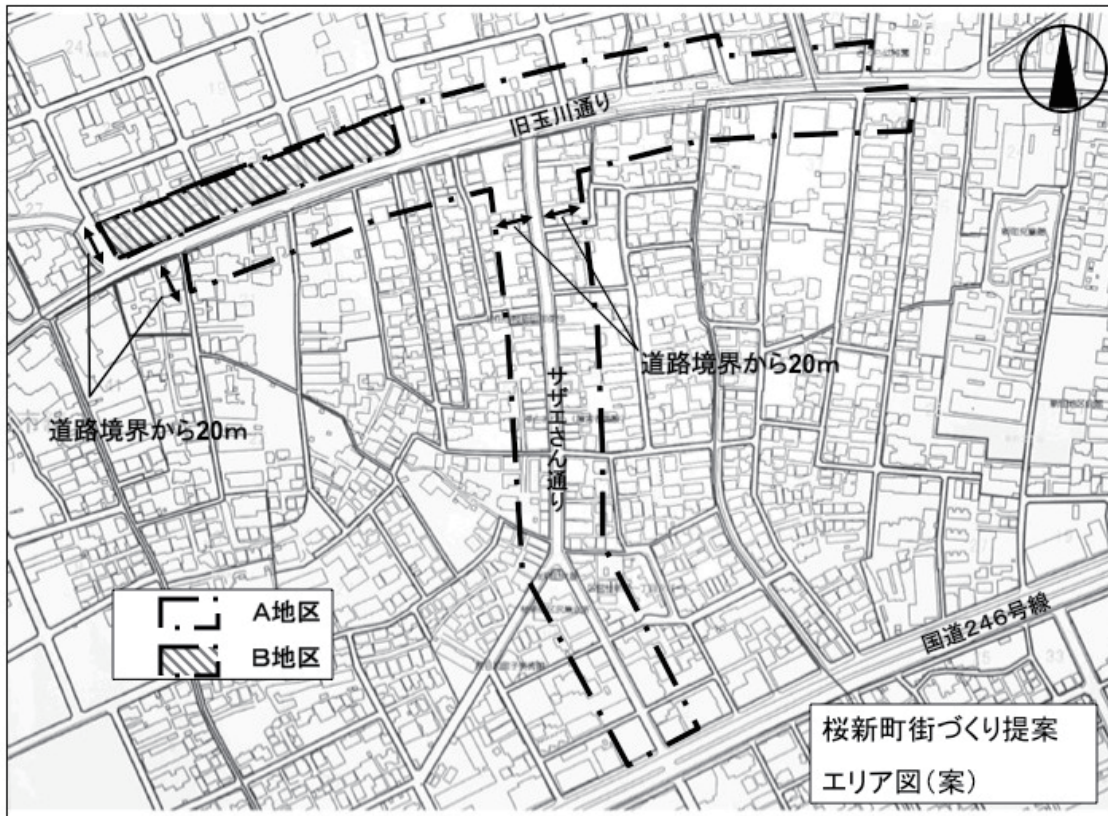 旧玉川通り
道路境界から20m
サザエさん通り
道路境界から20m
A地区
B地区
国道246号線
桜新町街づくり提案
エリア図（案）